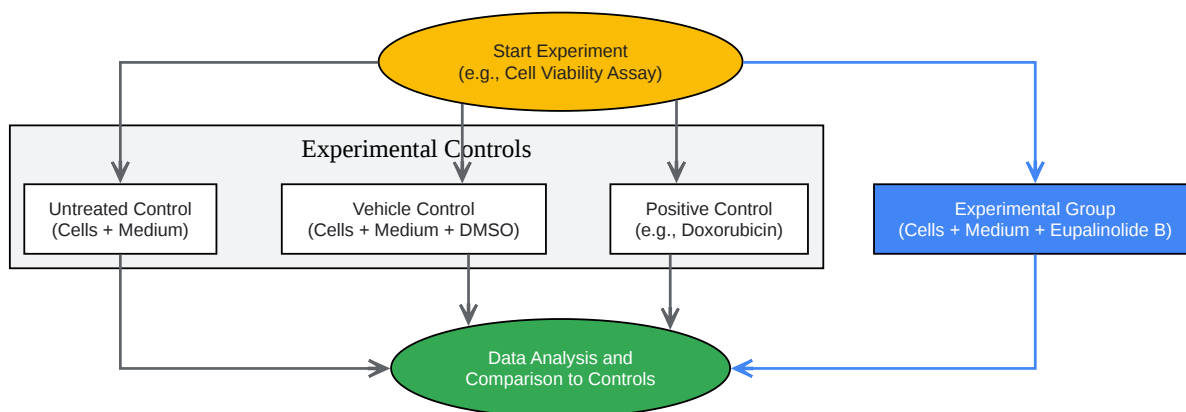 Start Experiment
(e.g., Cell Viability Assay)
Experimental Controls
Untreated Control
(Cells + Medium)
Vehicle Control
(Cells + Medium + DMSO)
Positive Control
(e.g., Doxorubicin)
Experimental Group
(Cells + Medium + Eupalinolide B)
Data Analysis and
Comparison to Controls